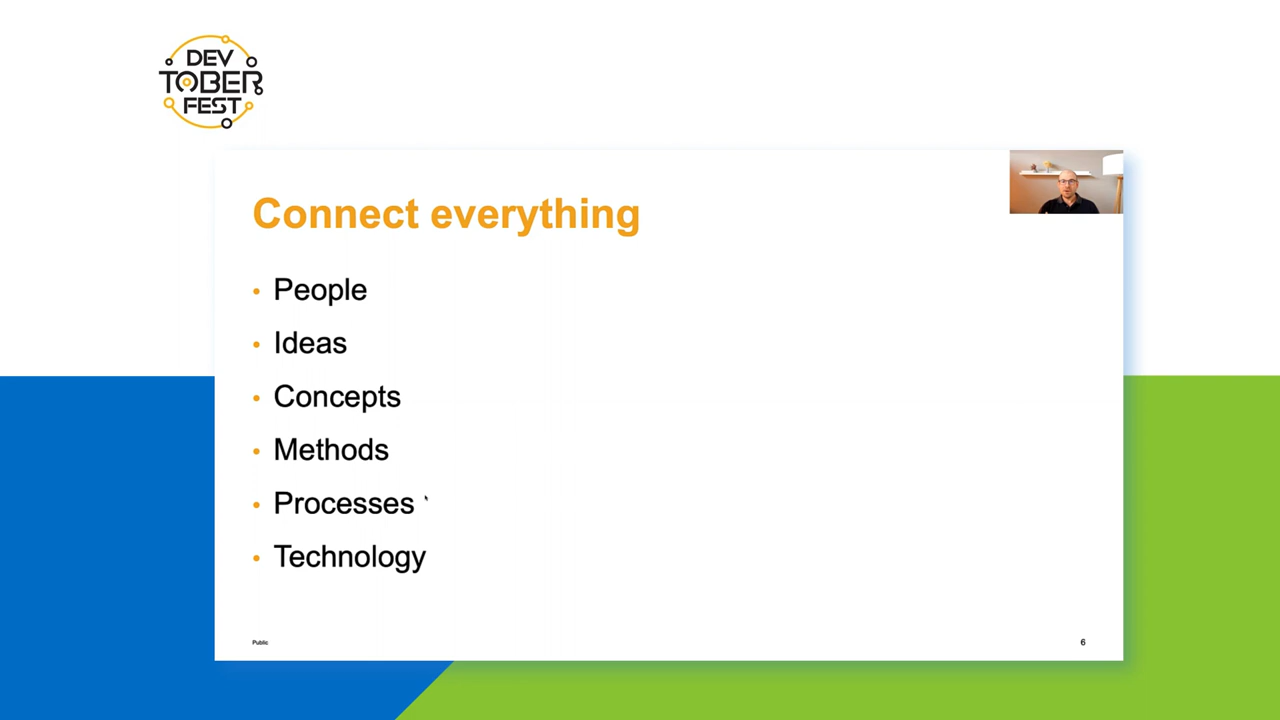 DEV
TOBER
FEST
Connect everything
• People
• Ideas
• Concepts
• Methods
• Processes
• Technology
Public
6